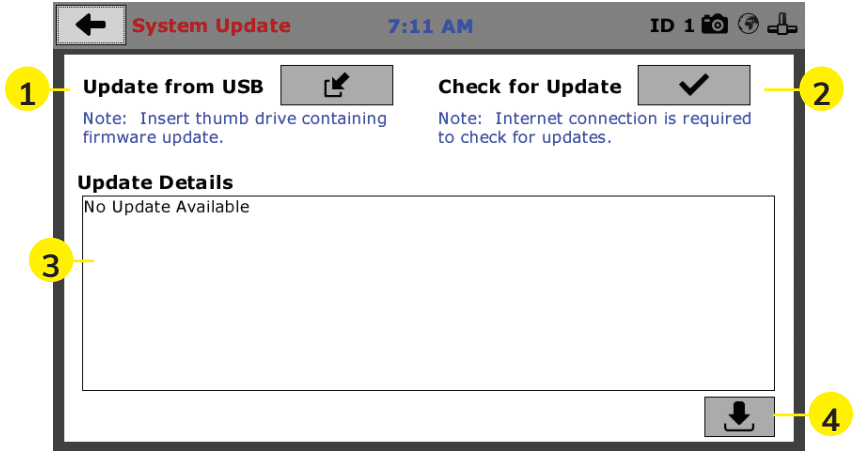 System Update 7:11 AM ID 1
1 Update from USB Check for Update 2
Note: Insert thumb drive containing Note: Internet connection is required
firmware update. to check for updates.
Update Details
No Update Available
3
4